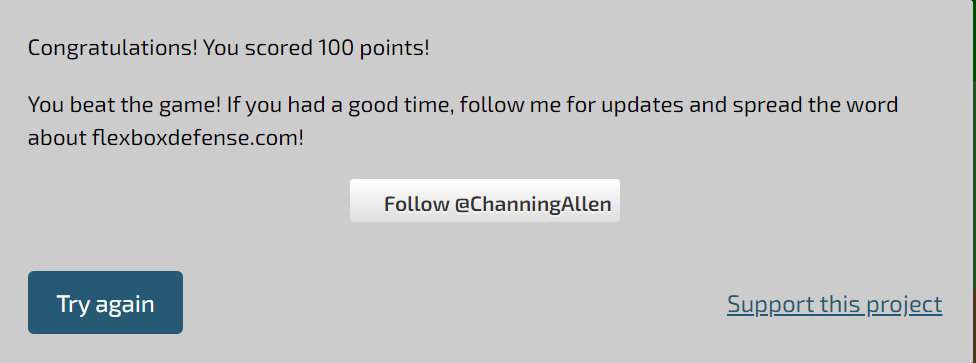 Congratulations! You scored 100 points!
You beat the game! If you had a good time, follow me for updates and spread the word
about flexboxdefense.com!
Follow @ChanningAllen
Try again
Support this project